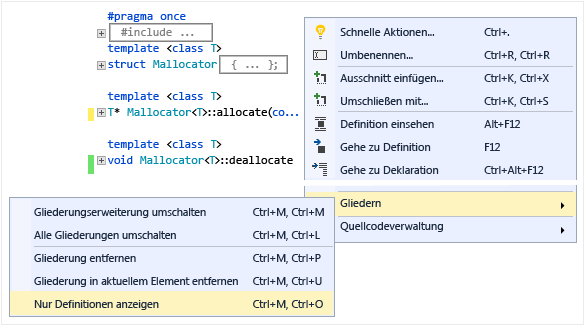 #pragma once
#include ...
template <class T>
struct Mallocator { ... };
template <class T>
T* Mallocator<T>::allocate(co...
template <class T>
void Mallocator<T>::deallocate
Schnelle Aktionen... Ctrl+.
Umbenennen... Ctrl+R, Ctrl+R
Ausschnitt einfügen... Ctrl+K, Ctrl+X
Umschließen mit... Ctrl+K, Ctrl+S
Definition einsehen Alt+F12
Gehe zu Definition F12
Gehe zu Deklaration Ctrl+Alt+F12
Gliedern
Quellcodeverwaltung
Gliederungserweiterung umschalten Ctrl+M, Ctrl+M
Alle Gliederungen umschalten Ctrl+M, Ctrl+L
Gliederung entfernen Ctrl+M, Ctrl+P
Gliederung in aktuellem Element entfernen Ctrl+M, Ctrl+U
Nur Definitionen anzeigen Ctrl+M, Ctrl+O